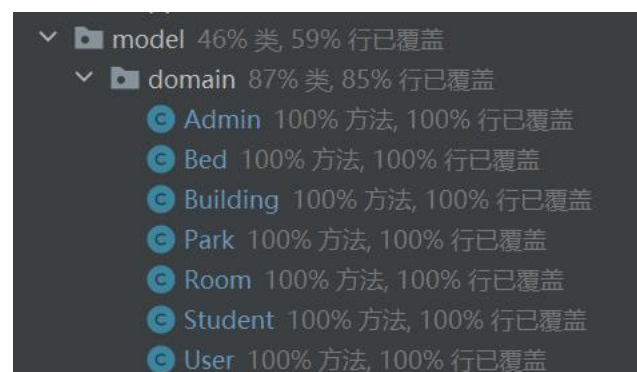 model 46% 类, 59% 行已覆盖
domain 87% 类, 85% 行已覆盖
C Admin 100% 方法, 100% 行已覆盖
C Bed 100% 方法, 100% 行已覆盖
C Building 100% 方法, 100% 行已覆盖
C Park 100% 方法, 100% 行已覆盖
C Room 100% 方法, 100% 行已覆盖
C Student 100% 方法, 100% 行已覆盖
C User 100% 方法, 100% 行已覆盖